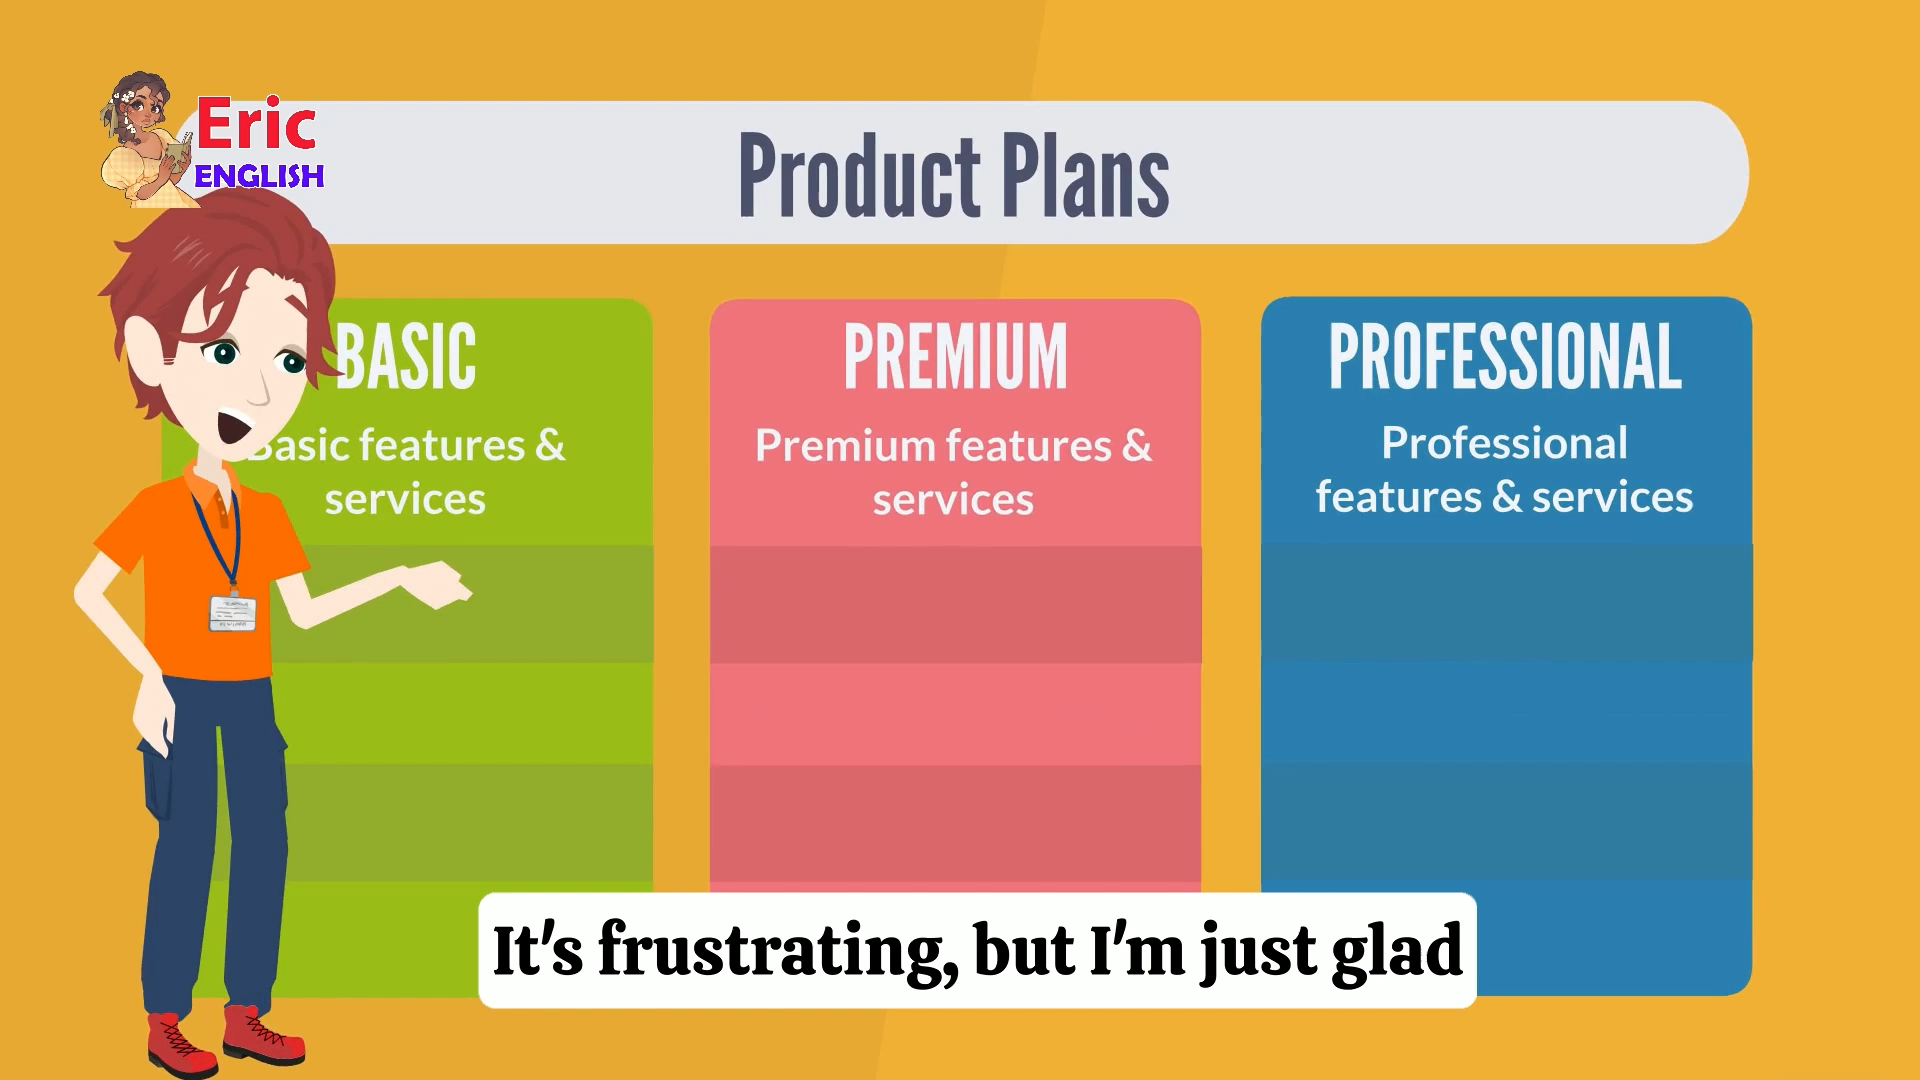 Eric
ENGLISH
Product Plans
BASIC
Basic features &
services
PREMIUM
Premium features &
services
PROFESSIONAL
Professional
features & services
It's frustrating, but I'm just glad